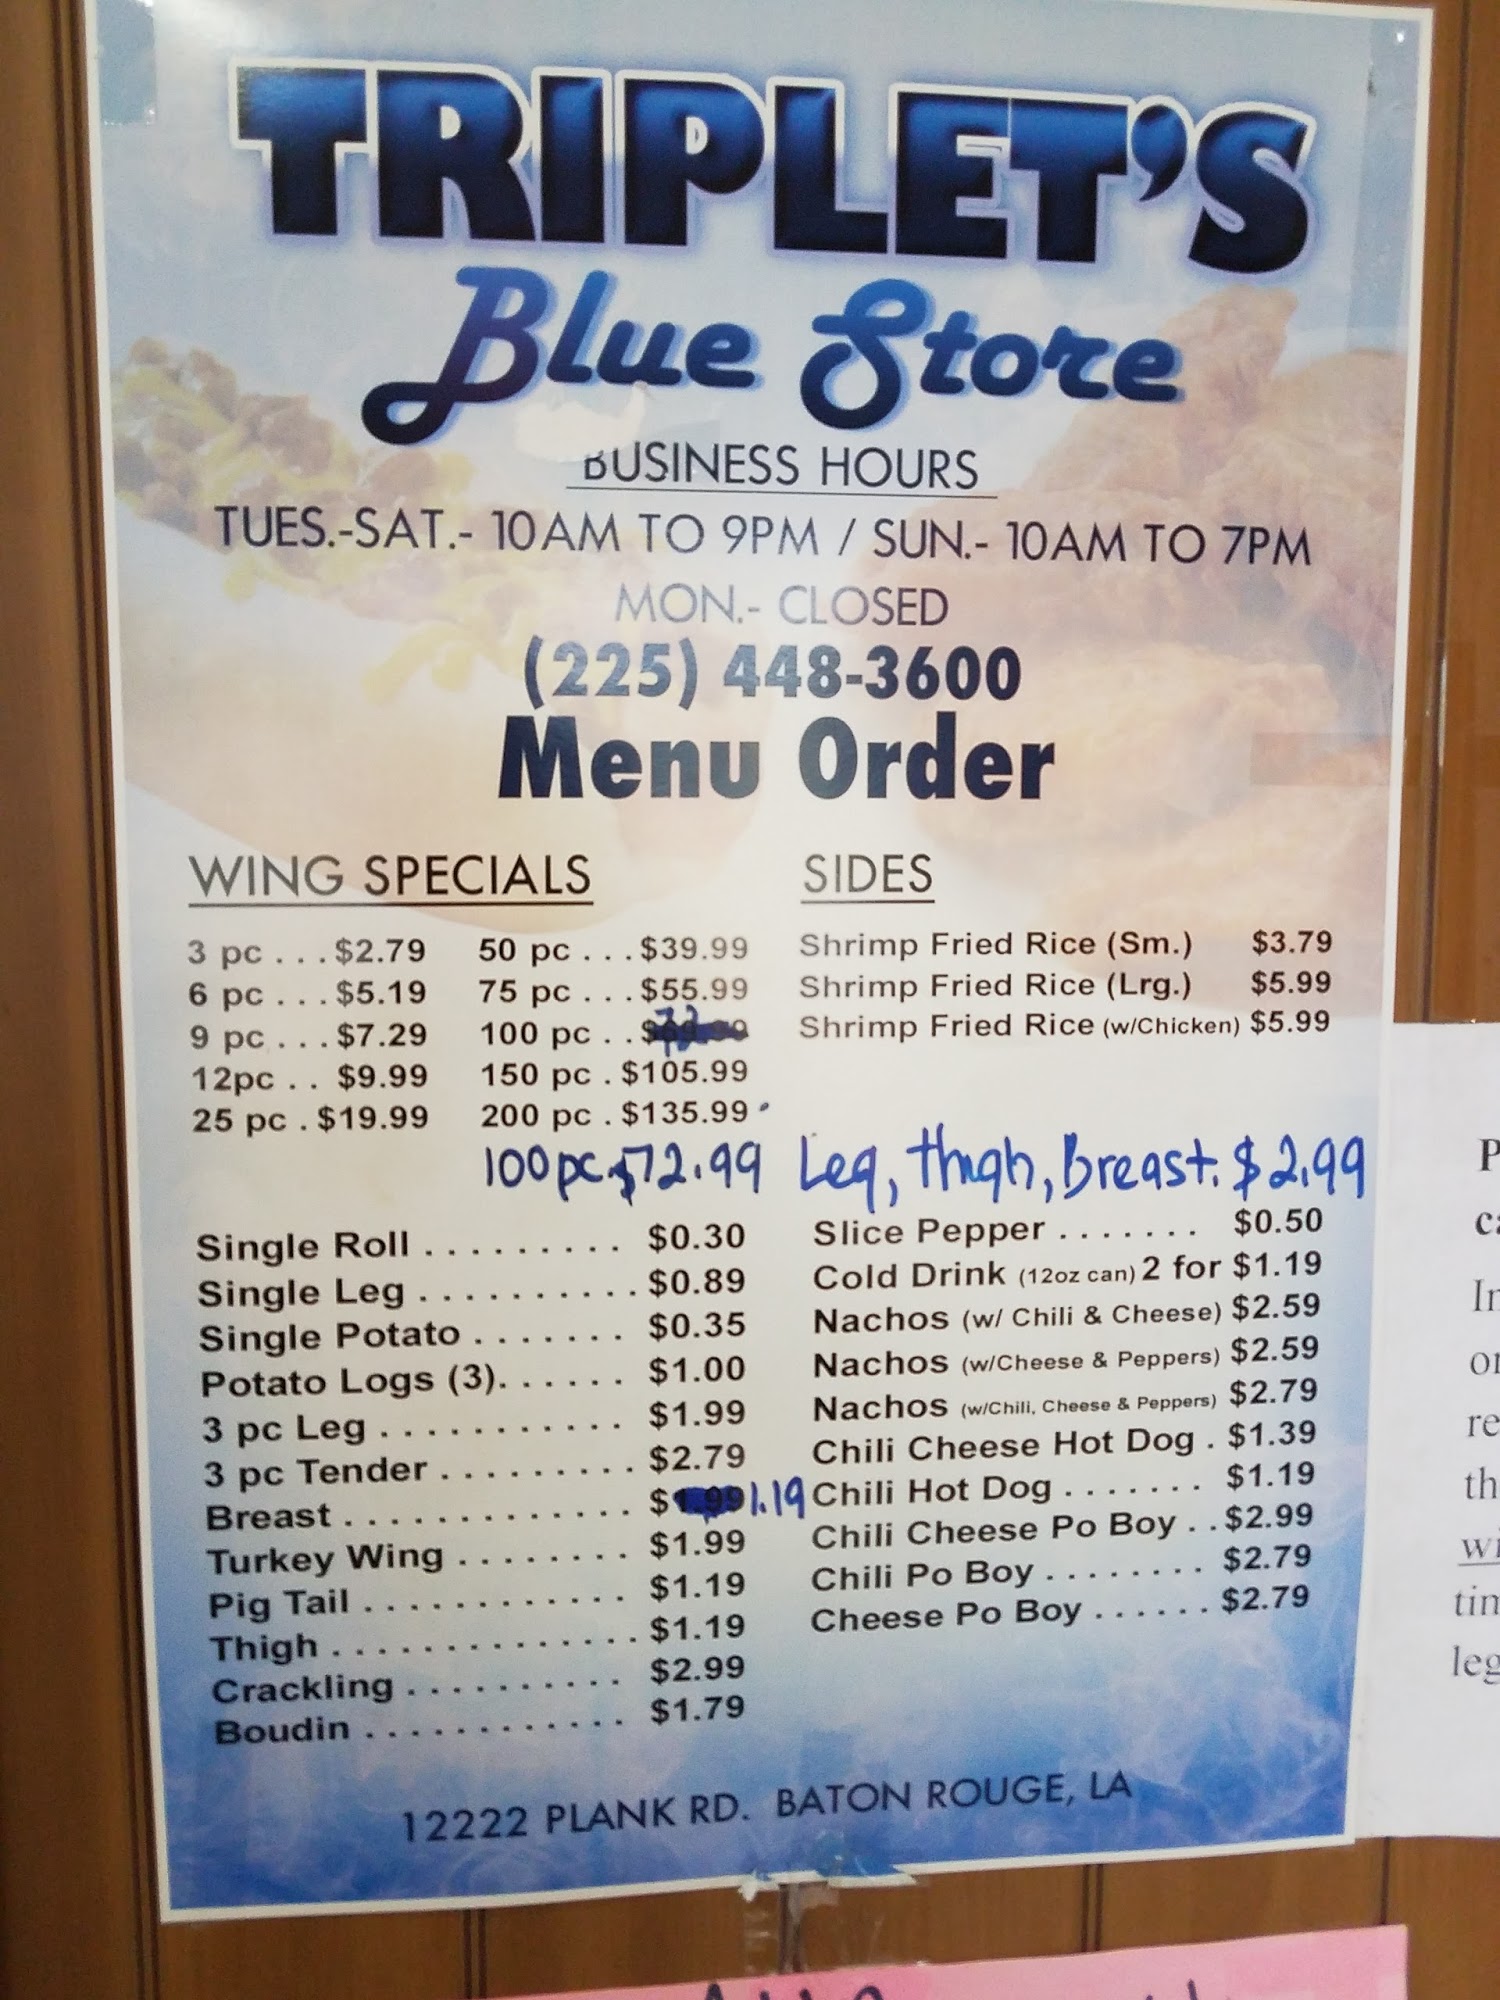 TRIPLET'S
Blue Store
BUSINESS HOURS
TUES.-SAT.- 10AM TO 9PM / SUN.- 10AM TO 7PM
MON.- CLOSED
(225) 448-3600
Menu Order
WING SPECIALS
3 pc . . . $2.79
6 pc . . . $5.19
9 pc . . . $7.29
12pc . . $9.99
25 pc . $19.99
50 pc . . . $39.99
75 pc . . . $55.99
100 pc . . $ 72
150 pc . $105.99
200 pc . $135.99
100 pc. $72.99
SIDES
Shrimp Fried Rice (Sm.) $3.79
Shrimp Fried Rice (Lrg.) $5.99
Shrimp Fried Rice (w/Chicken) $5.99
Leg, thigh, Breast. $2.99
Single Roll . . . . . . . . . $0.30
Single Leg . . . . . . . . . . $0.89
Single Potato . . . . . . . $0.35
Potato Logs (3). . . . . . $1.00
3 pc Leg . . . . . . . . . . . $1.99
3 pc Tender . . . . . . . . . $2.79
Breast . . . . . . . . . . . . . $1.99 1.19
Turkey Wing . . . . . . . . $1.99
Pig Tail . . . . . . . . . . . . $1.19
Thigh . . . . . . . . . . . . . . $1.19
Crackling . . . . . . . . . . $2.99
Boudin . . . . . . . . . . . . $1.79
Slice Pepper . . . . . . . $0.50
Cold Drink (12oz can) 2 for $1.19
Nachos (w/ Chili & Cheese) $2.59
Nachos (w/Cheese & Peppers) $2.59
Nachos (w/Chili, Cheese & Peppers) $2.79
Chili Cheese Hot Dog . $1.39
Chili Hot Dog . . . . . . . $1.19
Chili Cheese Po Boy . . $2.99
Chili Po Boy . . . . . . . . $2.79
Cheese Po Boy . . . . . . $2.79
12222 PLANK RD. BATON ROUGE, LA